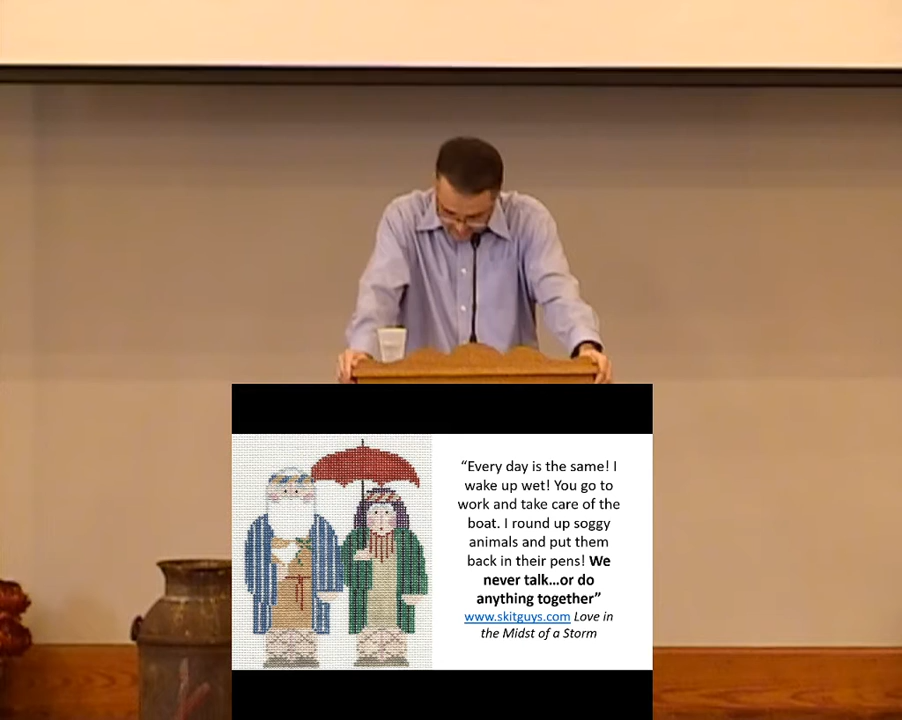 “Every day is the same! I
wake up wet! You go to
work and take care of the
boat. I round up soggy
animals and put them
back in their pens! We
never talk…or do
anything together”
www.skitguys.com Love in
the Midst of a Storm